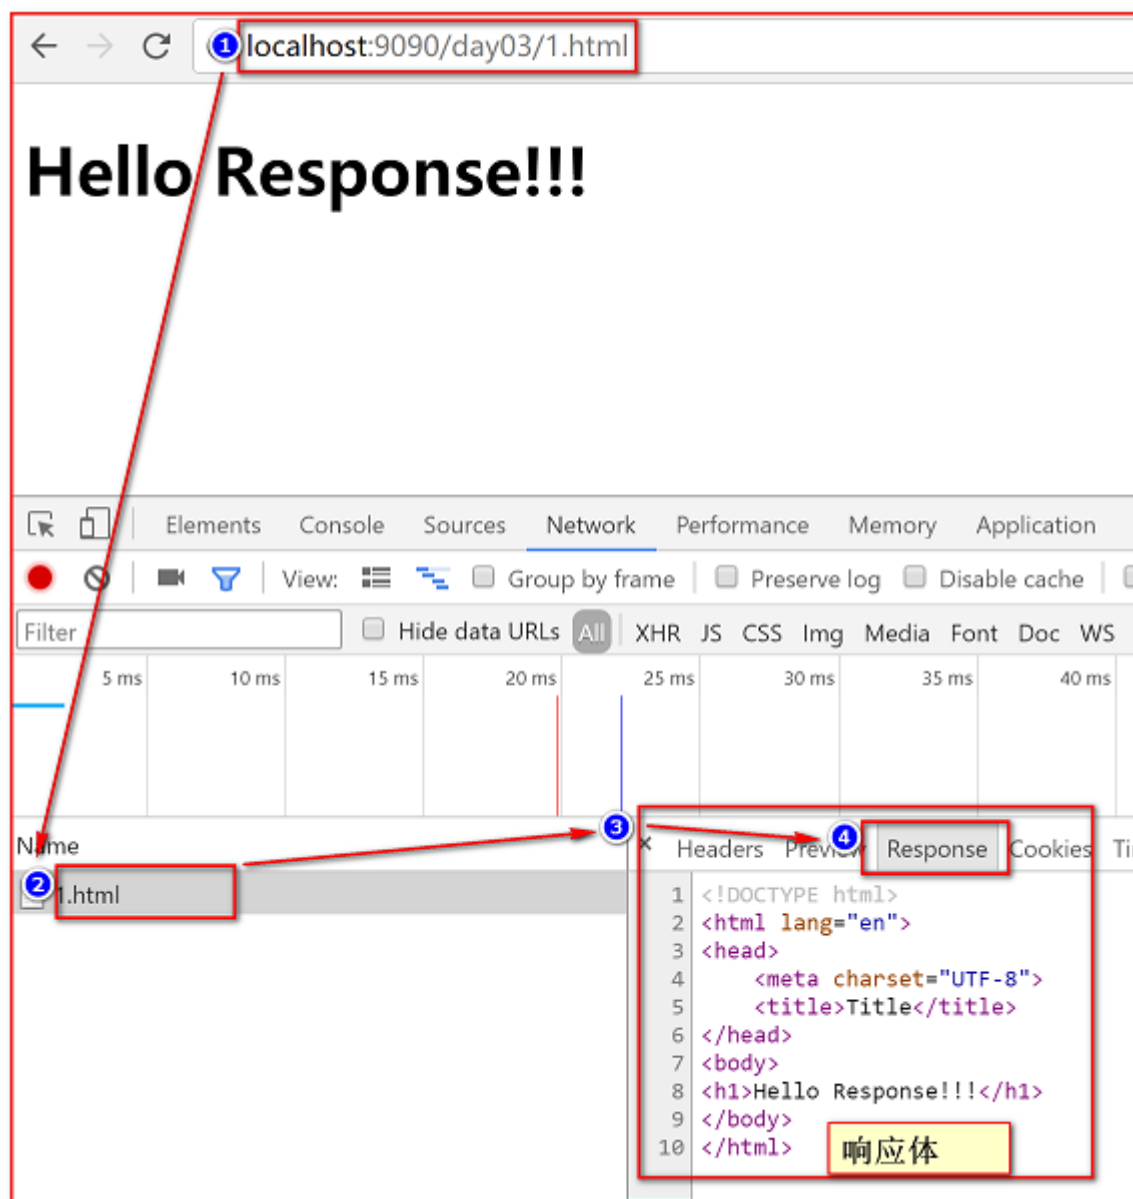 1 localhost:9090/day03/1.html
Hello Response!!!
Elements Console Sources Network Performance Memory Application
View: Group by frame Preserve log Disable cache
Filter Hide data URLs All XHR JS CSS Img Media Font Doc WS
5 ms 10 ms 15 ms 20 ms 25 ms 30 ms 35 ms 40 ms
Name
2 1.html
3
× Headers Preview 4 Response Cookies Ti
1 <!DOCTYPE html>
2 <html lang="en">
3 <head>
4 <meta charset="UTF-8">
5 <title>Title</title>
6 </head>
7 <body>
8 <h1>Hello Response!!!</h1>
9 </body>
10 </html>
响应体